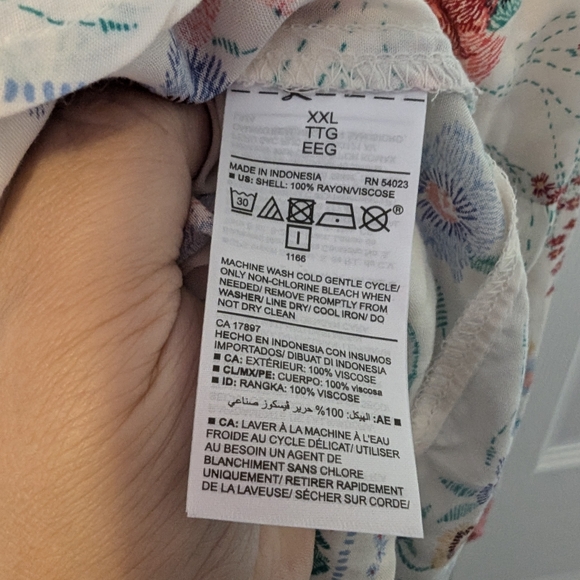 XXL
TTG
EEG
MADE IN INDONESIA RN 54023
■ US: SHELL: 100% RAYON/VISCOSE
30 ®
1166
MACHINE WASH COLD GENTLE CYCLE/
ONLY NON-CHLORINE BLEACH WHEN
NEEDED/ REMOVE PROMPTLY FROM
WASHER/ LINE DRY/ COOL IRON/ DO
NOT DRY CLEAN
CA 17897
HECHO EN INDONESIA CON INSUMOS
IMPORTADOS/ DIBUAT DI INDONESIA
■ CA: EXTÉRIEUR: 100% VISCOSE
■ CL/MX/PE: CUERPO: 100% viscosa
■ ID: RANGKA: 100% VISCOSE
■ AE: الهيكل: 100% حرير ڤيسكوز صناعي
■ CA: LAVER À LA MACHINE À L'EAU
FROIDE AU CYCLE DÉLICAT/ UTILISER
AU BESOIN UN AGENT DE
BLANCHIMENT SANS CHLORE
UNIQUEMENT/ RETIRER RAPIDEMENT
DE LA LAVEUSE/ SÉCHER SUR CORDE/